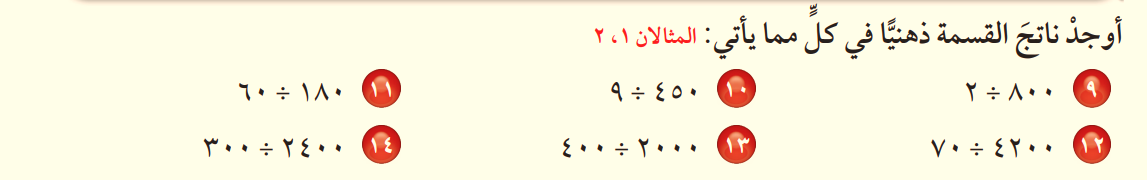 أوجدْ ناتجَ القسمة ذهنيًّا في كلٍّ مما يأتي: المثالان ١، ٢
٩ ٨٠٠ ÷ ٢ ١٠ ٤٥٠ ÷ ٩ ١١ ١٨٠ ÷ ٦٠
١٢ ٤٢٠٠ ÷ ٧٠ ١٣ ٢٠٠٠ ÷ ٤٠٠ ١٤ ٢٤٠٠ ÷ ٣٠٠